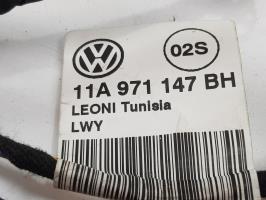 02S
11A 971 147 BH
LEONI Tunisia
LWY